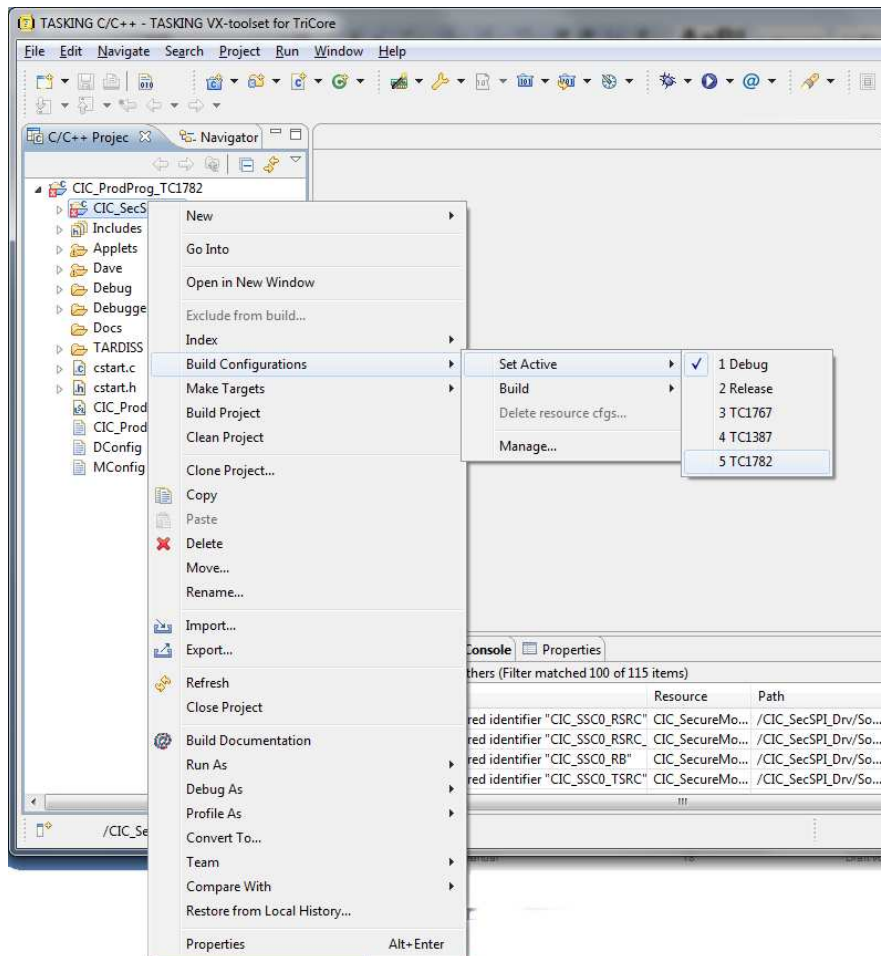 TASKING C/C++ - TASKING VX-toolset for TriCore
File Edit Navigate Search Project Run Window Help
C/C++ Projec Navigator
CIC_ProdProg_TC1782
CIC_SecS
Includes
Applets
Dave
Debug
Debugge
Docs
TARDISS
cstart.c
cstart.h
CIC_Prod
CIC_Prod
DConfig
MConfig
New
Go Into
Open in New Window
Exclude from build...
Index
Build Configurations
Make Targets
Build Project
Clean Project
Clone Project...
Copy
Paste
Delete
Move...
Rename...
Import...
Export...
Refresh
Close Project
Build Documentation
Run As
Debug As
Profile As
Convert To...
Team
Compare With
Restore from Local History...
Properties Alt+Enter
Set Active
Build
Delete resource cfgs...
Manage...
1 Debug
2 Release
3 TC1767
4 TC1387
5 TC1782
Console Properties
thers (Filter matched 100 of 115 items)
Resource Path
red identifier "CIC_SSC0_RSRC" CIC_SecureMo... /CIC_SecSPI_Drv/So...
red identifier "CIC_SSC0_RSRC_ CIC_SecureMo... /CIC_SecSPI_Drv/So...
red identifier "CIC_SSC0_RB" CIC_SecureMo... /CIC_SecSPI_Drv/So...
red identifier "CIC_SSC0_TSRC" CIC_SecureMo... /CIC_SecSPI_Drv/So...
/CIC_Se